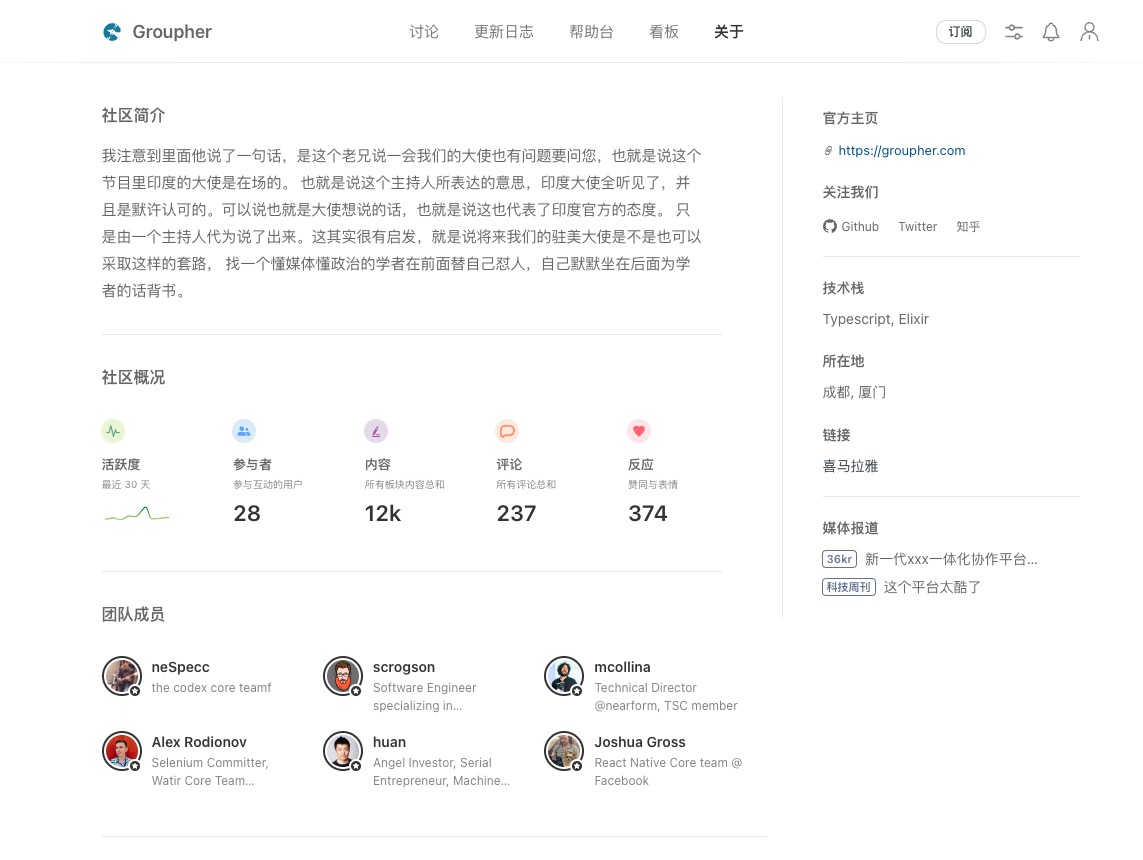 Groupher
讨论 更新日志 帮助台 看板 关于
订阅
社区简介
我注意到里面他说了一句话，是这个老兄说一会我们的大使也有问题要问您，也就是说这个
节目里印度的大使是在场的。 也就是说这个主持人所表达的意思，印度大使全听见了，并
且是默许认可的。可以说也就是大使想说的话，也就是说这也代表了印度官方的态度。 只
是由一个主持人代为说了出来。这其实很有启发，就是说将来我们的驻美大使是不是也可以
采取这样的套路， 找一个懂媒体懂政治的学者在前面替自己怼人，自己默默坐在后面为学
者的话背书。
社区概况
活跃度
最近 30 天
参与者
参与互动的用户
28
内容
所有板块内容总和
12k
评论
所有评论总和
237
反应
赞同与表情
374
团队成员
neSpecc
the codex core teamf
scrogson
Software Engineer
specializing in...
mcollina
Technical Director
@nearform, TSC member
Alex Rodionov
Selenium Committer,
Watir Core Team...
huan
Angel Investor, Serial
Entrepreneur, Machine...
Joshua Gross
React Native Core team @
Facebook
官方主页
https://groupher.com
关注我们
Github Twitter 知乎
技术栈
Typescript, Elixir
所在地
成都, 厦门
链接
喜马拉雅
媒体报道
36kr 新一代xxx一体化协作平台...
科技周刊 这个平台太酷了